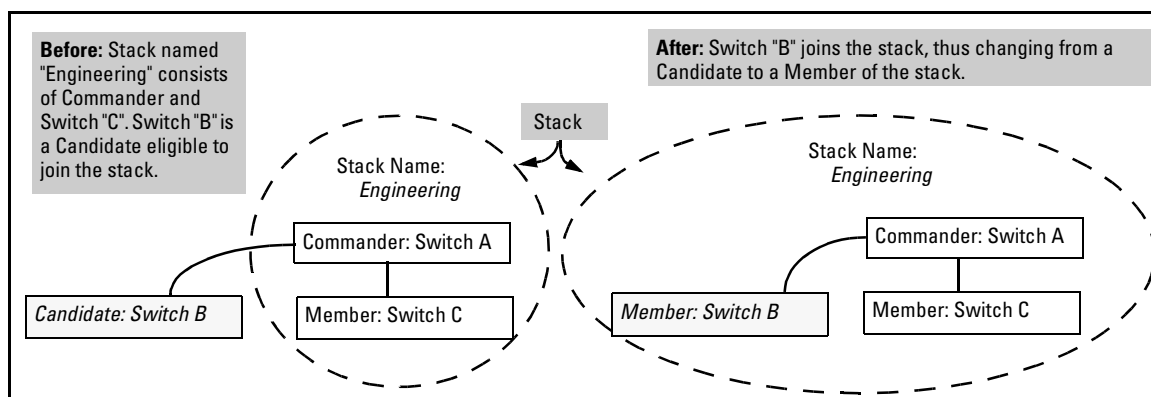 Before: Stack named
"Engineering" consists
of Commander and
Switch "C". Switch "B" is
a Candidate eligible to
join the stack.
After: Switch "B" joins the stack, thus changing from a
Candidate to a Member of the stack.
Stack
Stack Name:
Engineering
Commander: Switch A
Candidate: Switch B
Member: Switch C
Stack Name:
Engineering
Commander: Switch A
Member: Switch B
Member: Switch C